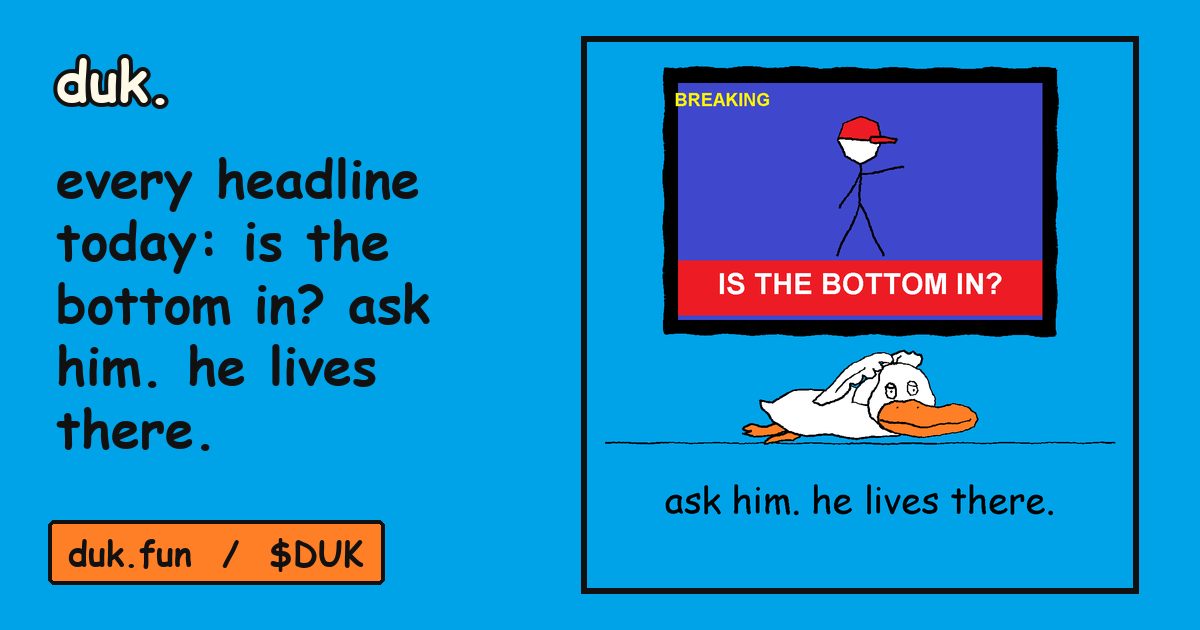 duk.
every headline
today: is the
bottom in? ask
him. he lives
there.
duk.fun / $DUK
BREAKING
IS THE BOTTOM IN?
ask him. he lives there.